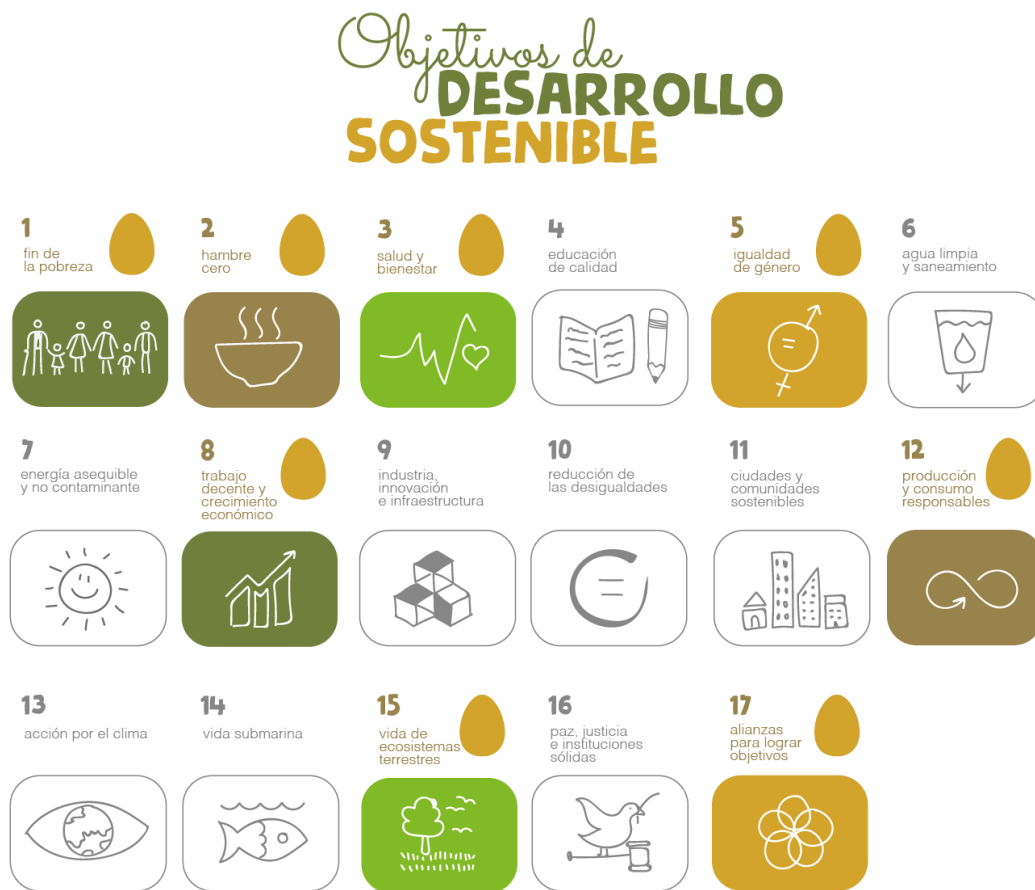 Objetivos de
DESARROLLO
SOSTENIBLE
1
fin de
la pobreza
2
hambre
cero
3
salud y
bienestar
4
educación
de calidad
5
igualdad
de género
6
agua limpia
y saneamiento
7
energía asequible
y no contaminante
8
trabajo
decente y
crecimiento
económico
9
industria,
innovación
e infraestructura
10
reducción de
las desigualdades
11
ciudades y
comunidades
sostenibles
12
producción
y consumo
responsables
13
acción por el clima
14
vida submarina
15
vida de
ecosistemas
terrestres
16
paz, justicia
e instituciones
sólidas
17
alianzas
para lograr
objetivos